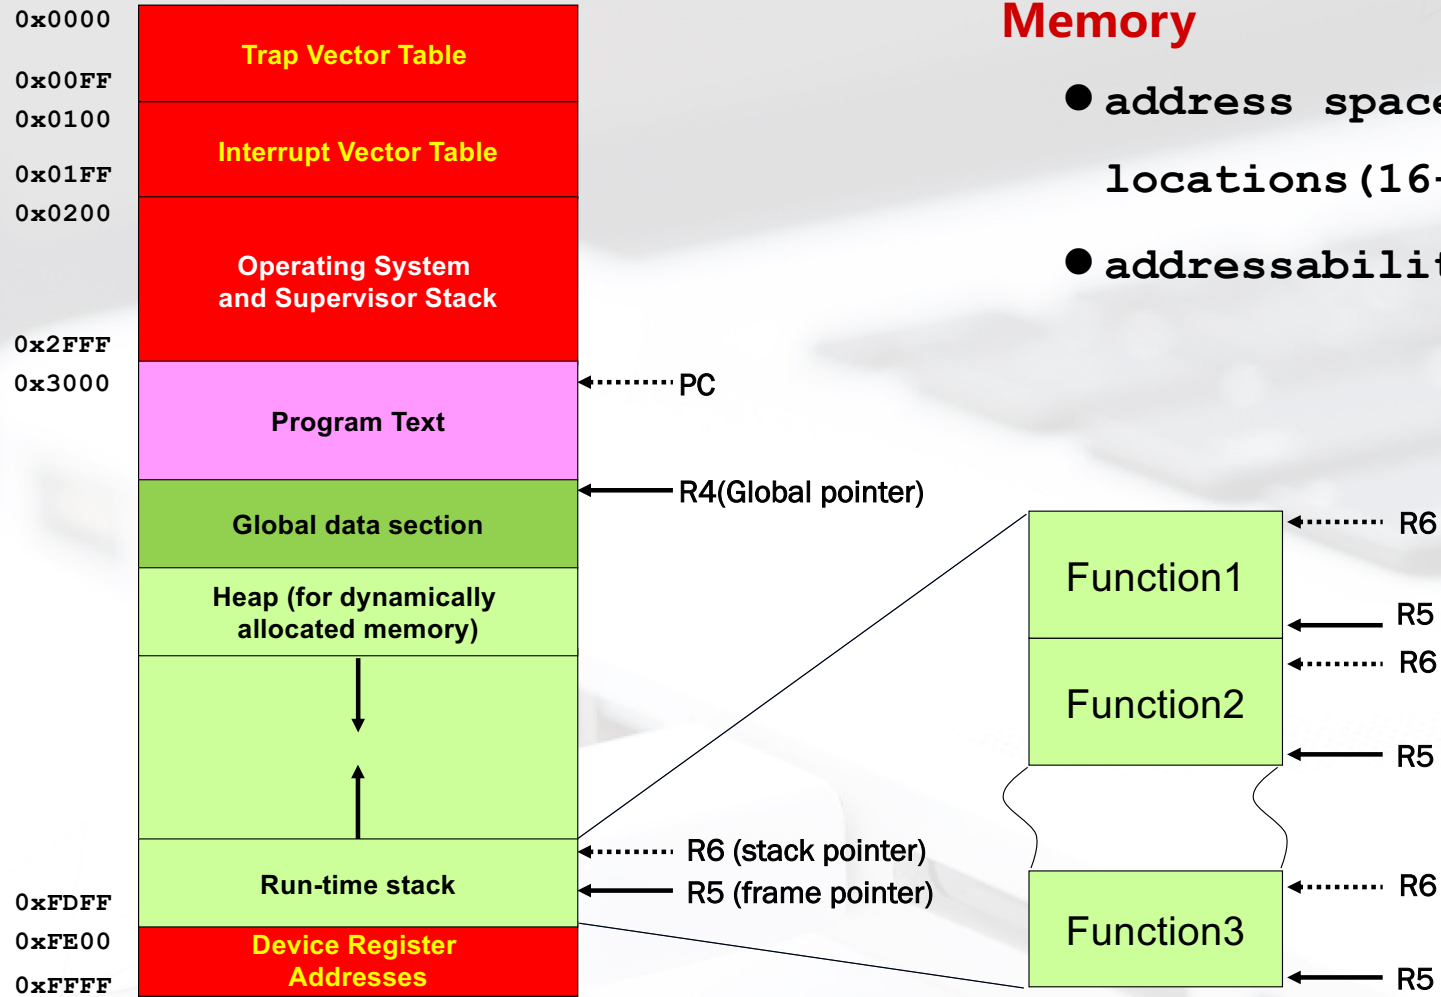 0x0000
Trap Vector Table
0x00FF
0x0100
Interrupt Vector Table
0x01FF
0x0200
Operating System
and Supervisor Stack
0x2FFF
0x3000
PC
Program Text
R4(Global pointer)
Global data section
Heap (for dynamically
allocated memory)
R6 (stack pointer)
Run-time stack
R5 (frame pointer)
0xFDFF
0xFE00
Device Register
Addresses
0xFFFF
Memory
● address space
locations(16-
● addressabilit
R6
Function1
R5
R6
Function2
R5
R6
Function3
R5